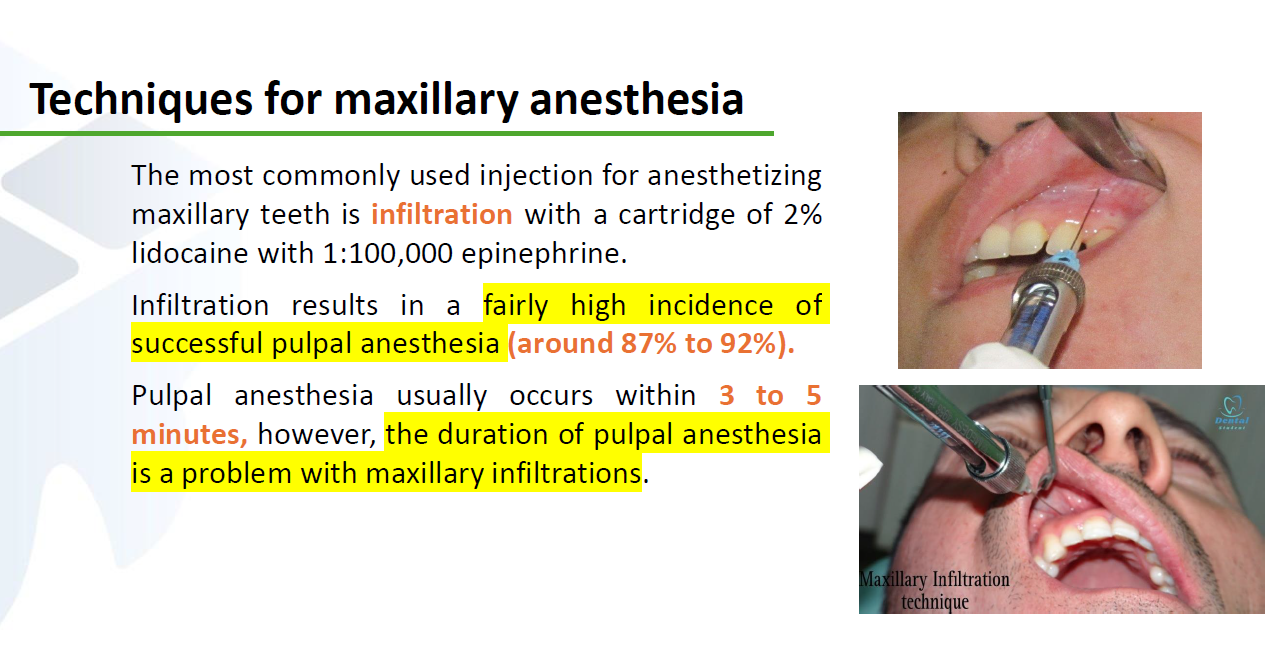 Techniques for maxillary anesthesia
The most commonly used injection for anesthetizing
maxillary teeth is infiltration with a cartridge of 2%
lidocaine with 1:100,000 epinephrine.
Infiltration results in a fairly high incidence of
successful pulpal anesthesia (around 87% to 92%).
Pulpal anesthesia usually occurs within 3 to 5
minutes, however, the duration of pulpal anesthesia
is a problem with maxillary infiltrations.
Dental
Maxillary Infiltration
technique